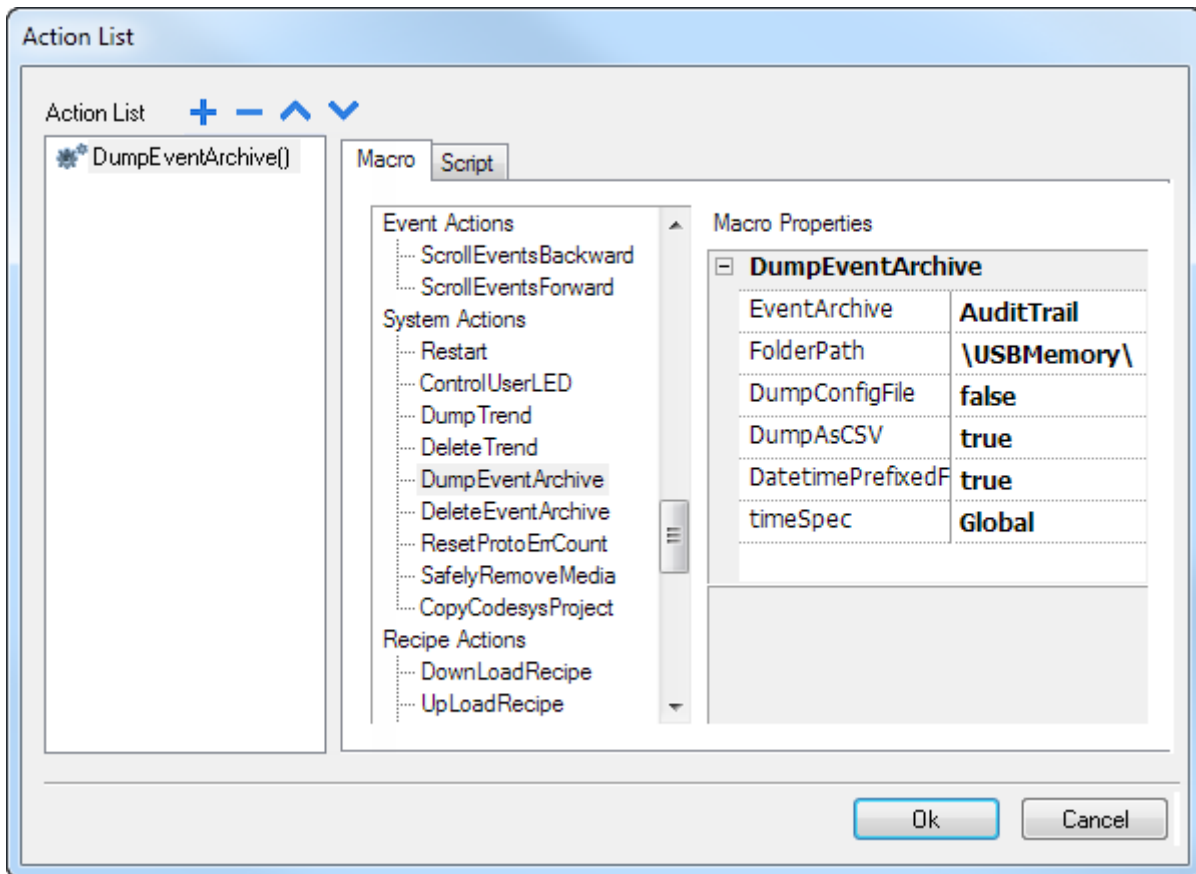 Action List
Action List
DumpEventArchive()
Macro
Script
Event Actions
ScrollEventsBackward
ScrollEventsForward
System Actions
Restart
ControlUserLED
DumpTrend
DeleteTrend
DumpEventArchive
DeleteEventArchive
ResetProtoErrCount
SafelyRemoveMedia
CopyCodesysProject
Recipe Actions
DownLoadRecipe
UpLoadRecipe
Macro Properties
DumpEventArchive
EventArchive AuditTrail
FolderPath \USBMemory\
DumpConfigFile false
DumpAsCSV true
DatetimePrefixedF true
timeSpec Global
Ok Cancel